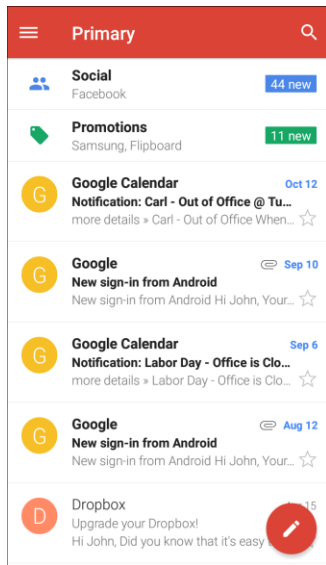 Primary
Social
44 new
Facebook
Promotions
11 new
Samsung, Flipboard
G
Google Calendar
Oct 12
Notification: Carl - Out of Office @ Tu...
more details » Carl - Out of Office When...
G
Google
Sep 10
New sign-in from Android
New sign-in from Android Hi John, Your...
G
Google Calendar
Sep 6
Notification: Labor Day - Office is Clo...
more details » Labor Day - Office is Clo...
G
Google
Aug 12
New sign-in from Android
New sign-in from Android Hi John, Your...
D
Dropbox
15
Upgrade your Dropbox!
Hi John, Did you know that it's easy